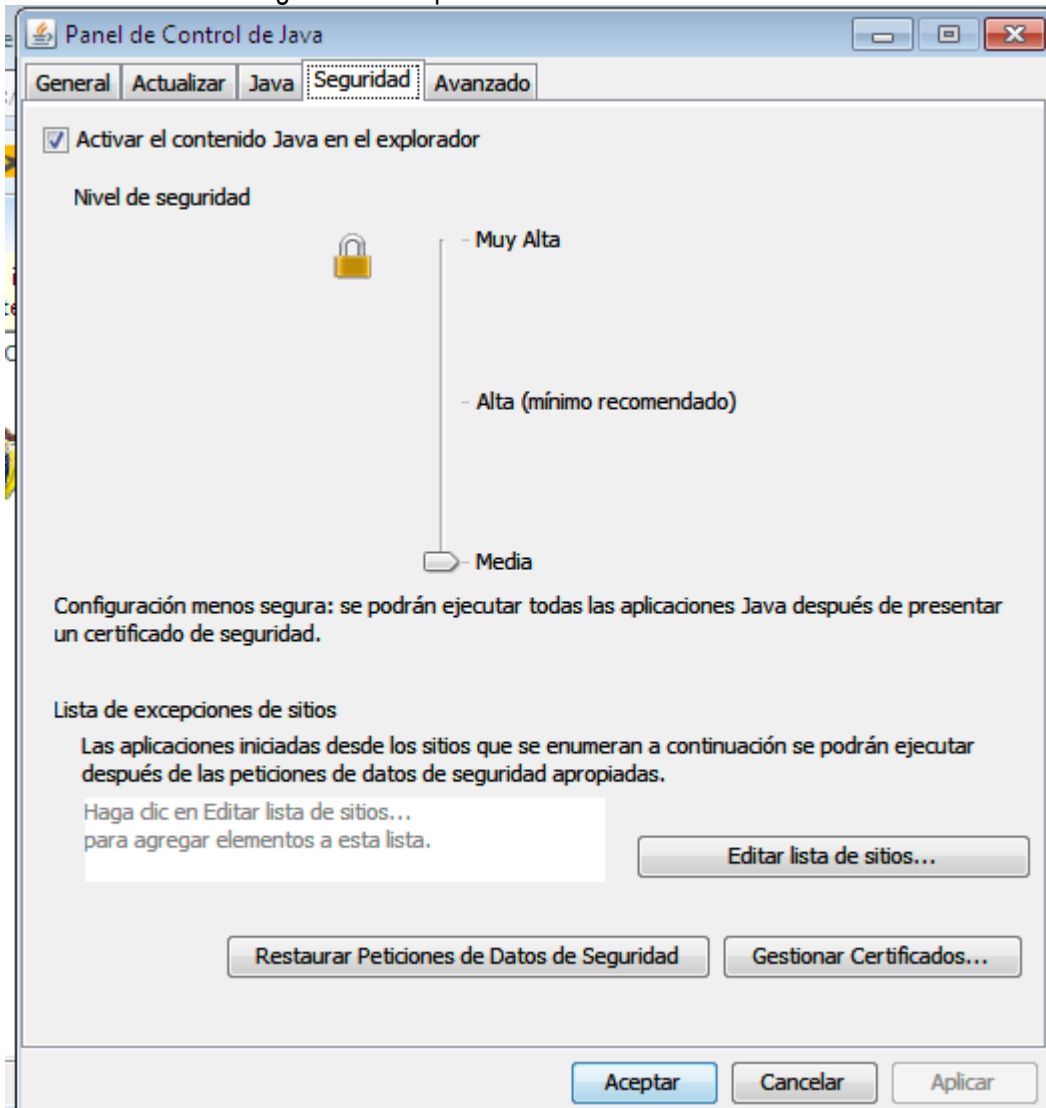 Panel de Control de Java
General Actualizar Java Seguridad Avanzado
Activar el contenido Java en el explorador
Nivel de seguridad
Muy Alta
Alta (mínimo recomendado)
Media
Configuración menos segura: se podrán ejecutar todas las aplicaciones Java después de presentar
un certificado de seguridad.
Lista de excepciones de sitios
Las aplicaciones iniciadas desde los sitios que se enumeran a continuación se podrán ejecutar
después de las peticiones de datos de seguridad apropiadas.
Haga clic en Editar lista de sitios...
para agregar elementos a esta lista.
Editar lista de sitios...
Restaurar Peticiones de Datos de Seguridad Gestionar Certificados...
Aceptar Cancelar Aplicar